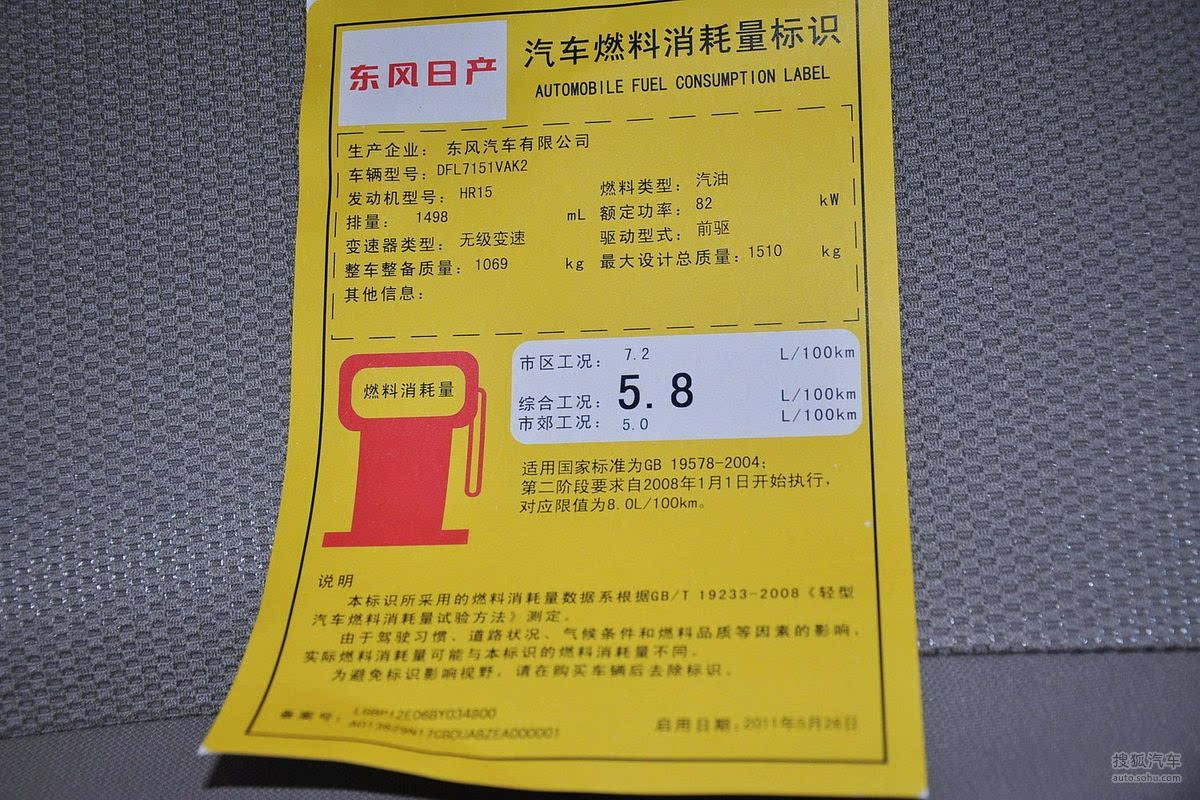 东风日产
汽车燃料消耗量标识
AUTOMOBILE FUEL CONSUMPTION LABEL
生产企业: 东风汽车有限公司
车辆型号: DFL7151VAK2
发动机型号: HR15 燃料类型: 汽油
排量: 1498 mL 额定功率: 82 kW
变速器类型: 无级变速 驱动型式: 前驱
整车整备质量: 1069 kg 最大设计总质量: 1510 kg
其他信息:
燃料消耗量
市区工况: 7.2 L/100km
综合工况: 5.8 L/100km
市郊工况: 5.0 L/100km
适用国家标准为GB 19578-2004;
第二阶段要求自2008年1月1日开始执行,
对应限值为8.0L/100km。
说明
本标识所采用的燃料消耗量数据系根据GB/T 19233-2008《轻型
汽车燃料消耗量试验方法》测定。
由于驾驶习惯、道路状况、气候条件和燃料品质等因素的影响,
实际燃料消耗量可能与本标识的燃料消耗量不同。
为避免标识影响视野,请在购买车辆后去除标识。
备案号:
启用日期: 2011年5月26日
搜狐汽车
auto.sohu.com